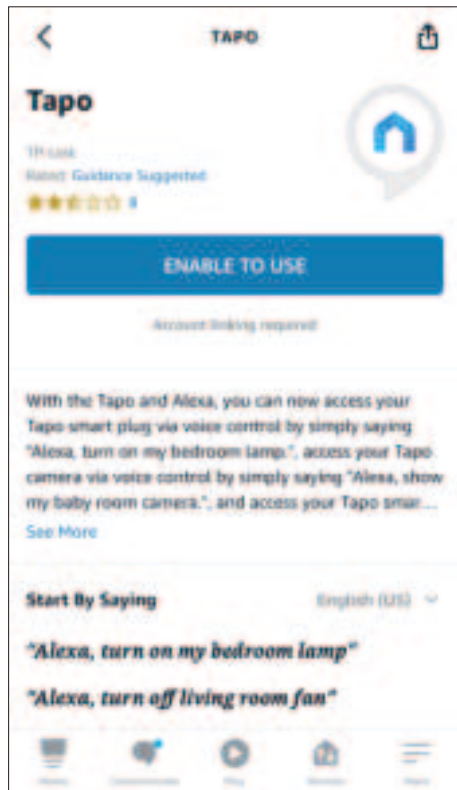 TAPO
Tapo
TP-Link
Rated: Guidance Suggested
8
ENABLE TO USE
Account linking required
With the Tapo and Alexa, you can now access your
Tapo smart plug via voice control by simply saying
"Alexa, turn on my bedroom lamp.", access your Tapo
camera via voice control by simply saying "Alexa, show
my baby room camera.", and access your Tapo smar...
See More
Start By Saying
English (US)
"Alexa, turn on my bedroom lamp"
"Alexa, turn off living room fan"